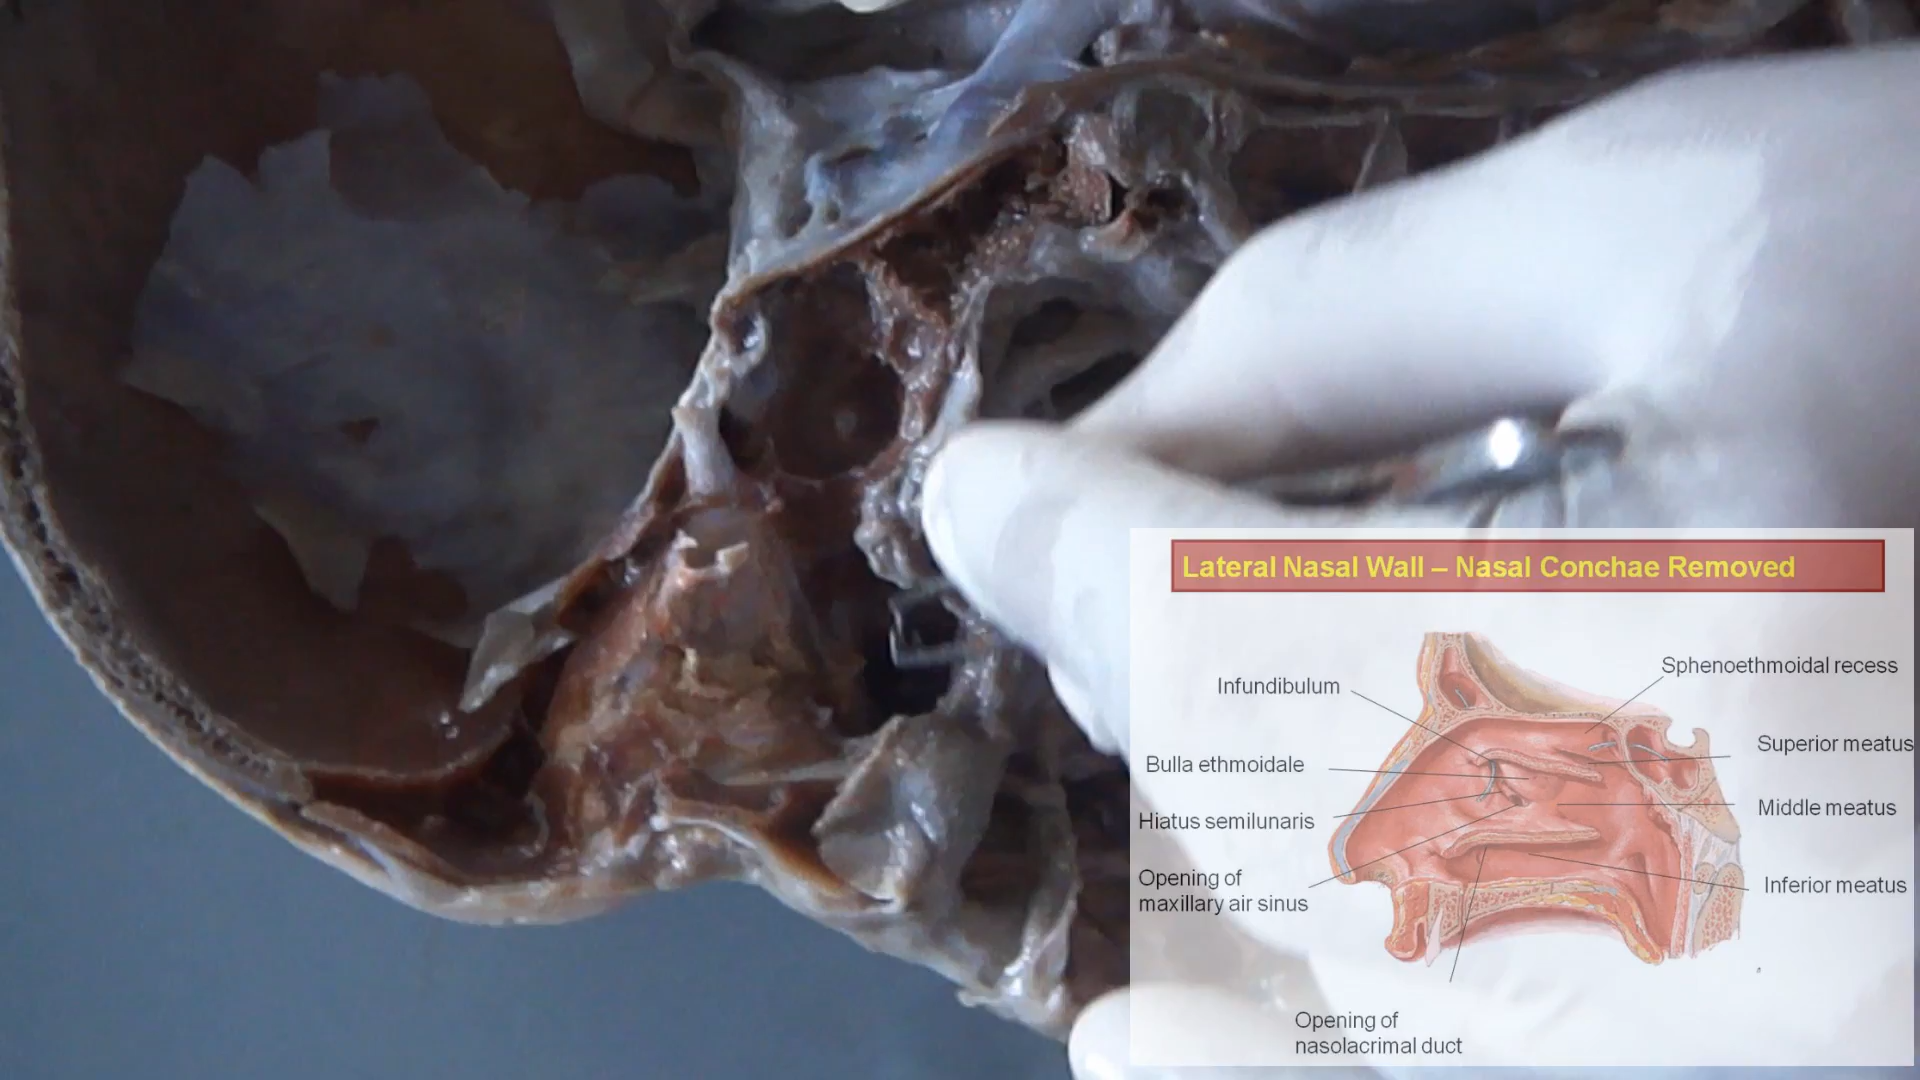 Lateral Nasal Wall – Nasal Conchae Removed
Sphenoethmoidal recess
Infundibulum
Superior meatus
Bulla ethmoidale
Middle meatus
Hiatus semilunaris
Opening of
maxillary air sinus
Inferior meatus
Opening of
nasolacrimal duct